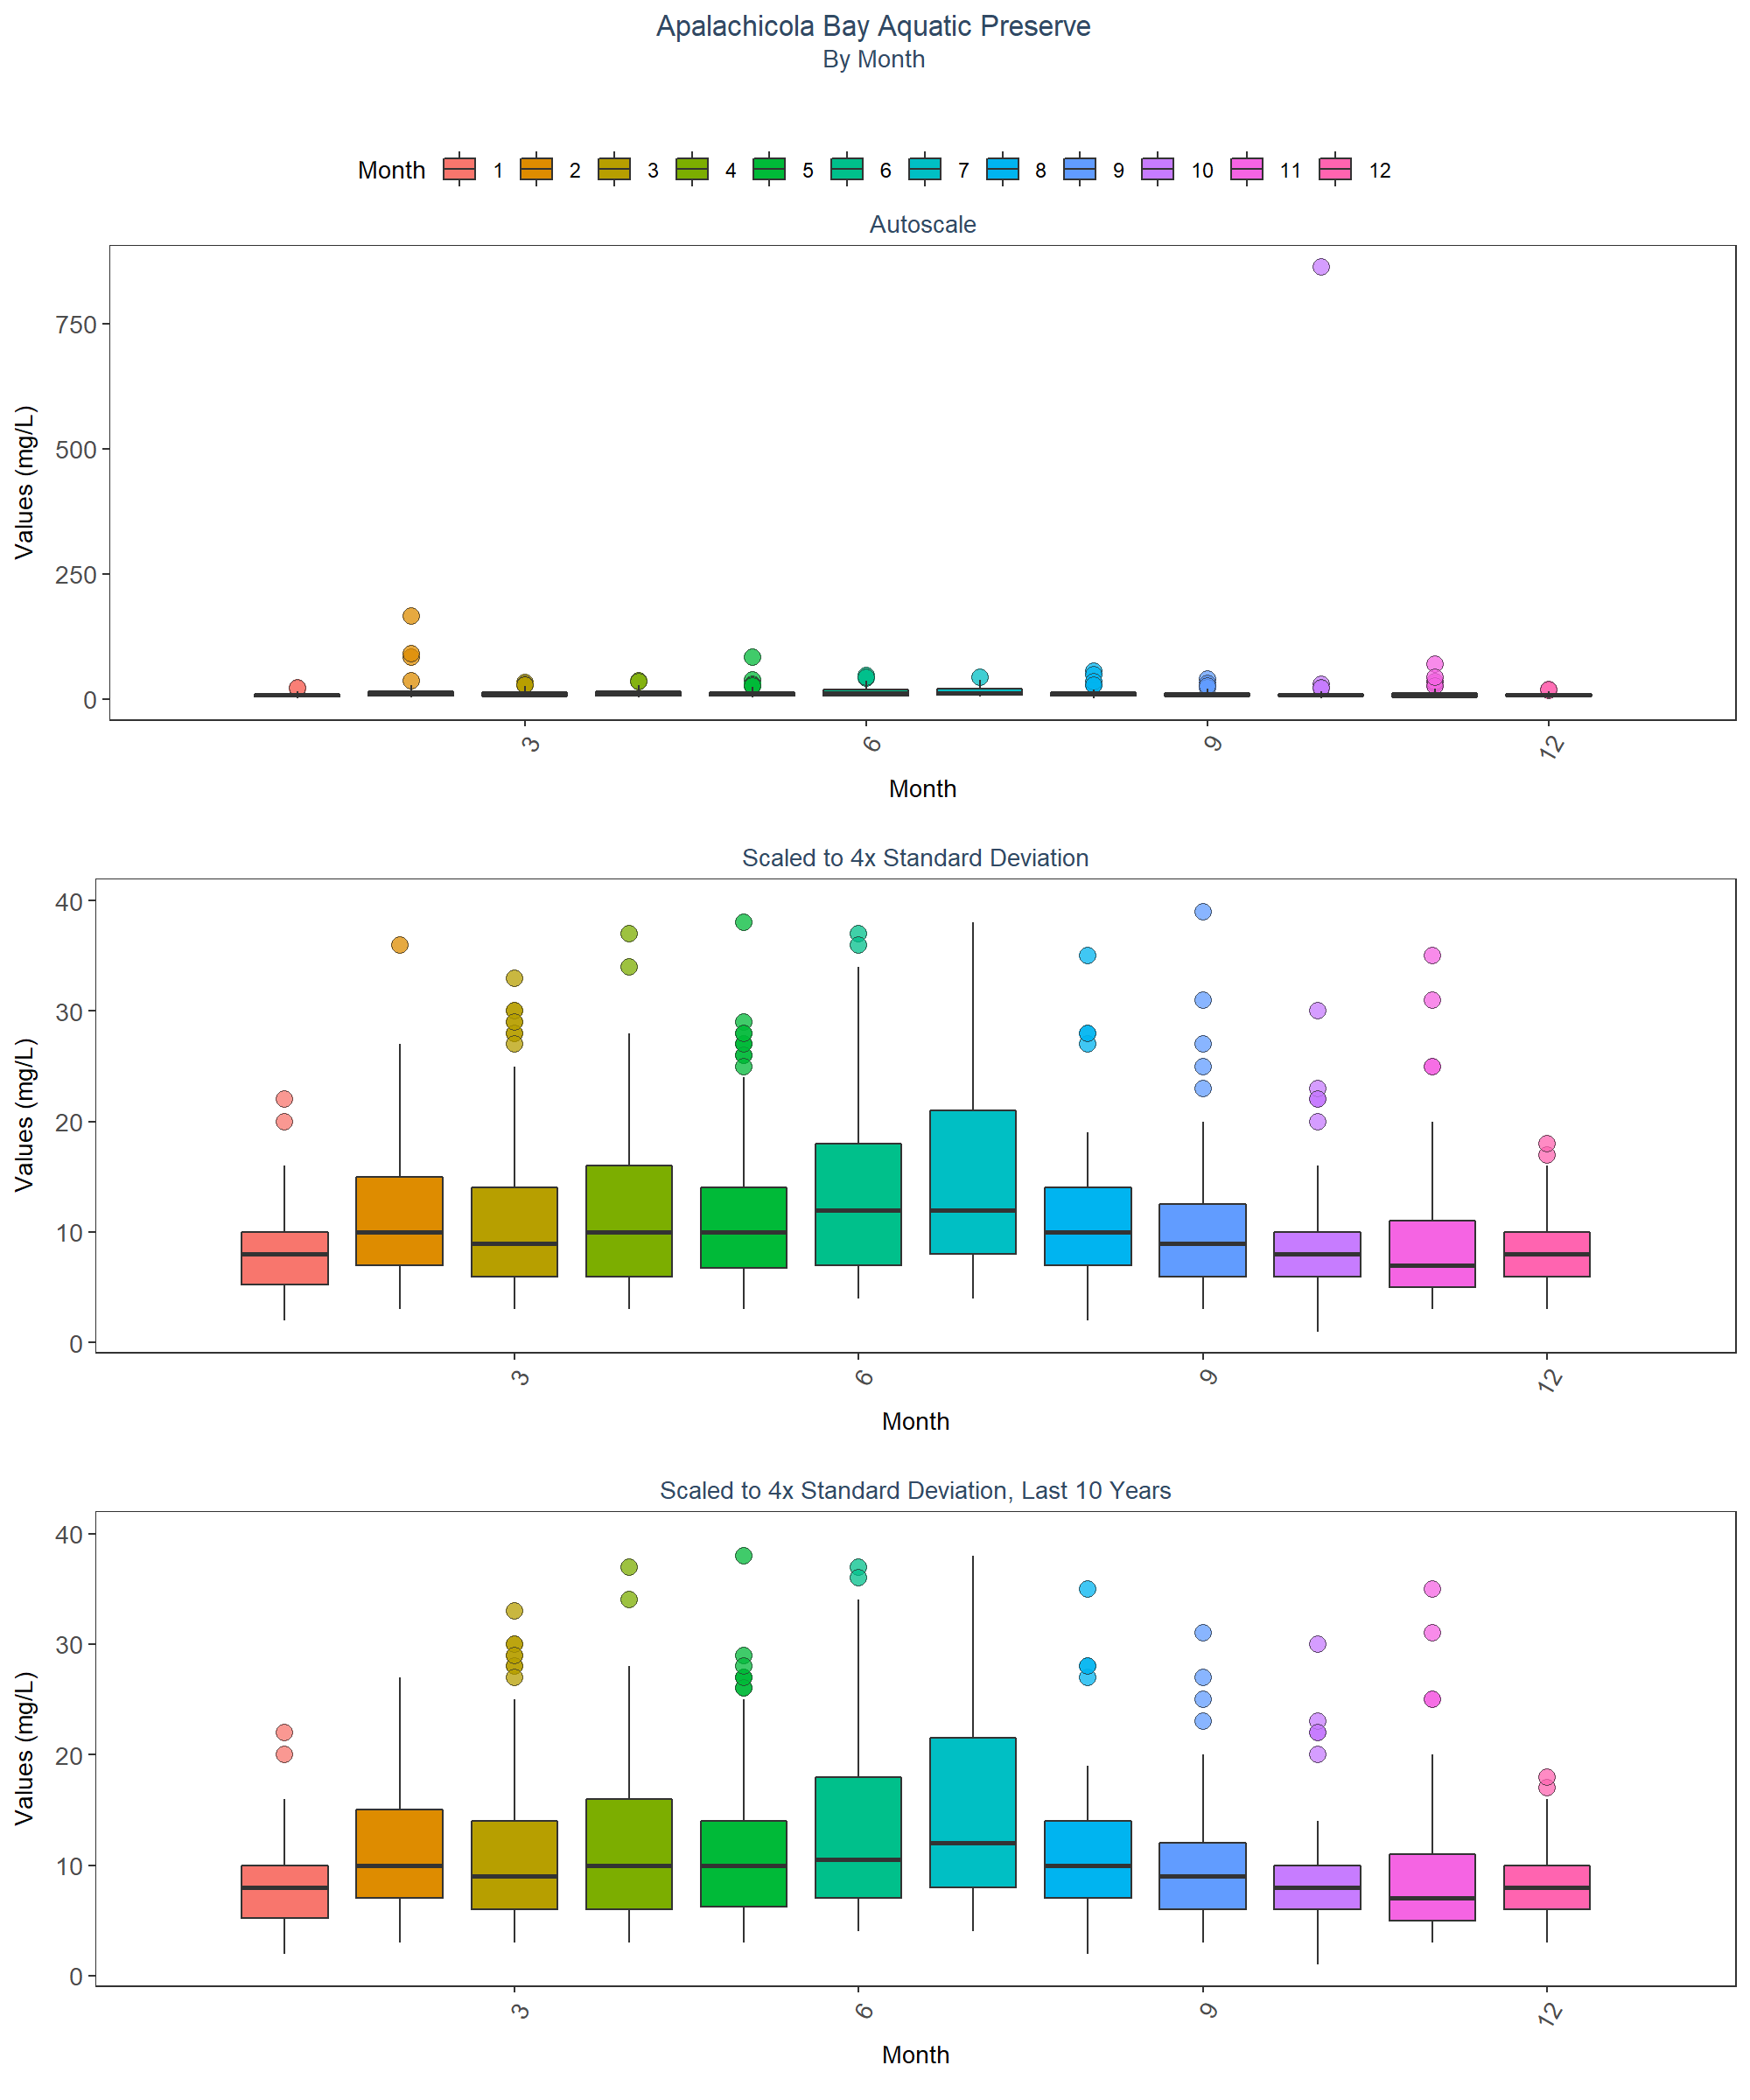 Apalachicola Bay Aquatic Preserve
By Month
Month 1 2 3 4 5 6 7 8 9 10 11 12
Autoscale
Values (mg/L)
750
500
250
0
3 6 9 12
Month
Scaled to 4x Standard Deviation
Values (mg/L)
40
30
20
10
0
3 6 9 12
Month
Scaled to 4x Standard Deviation, Last 10 Years
Values (mg/L)
40
30
20
10
0
3 6 9 12
Month